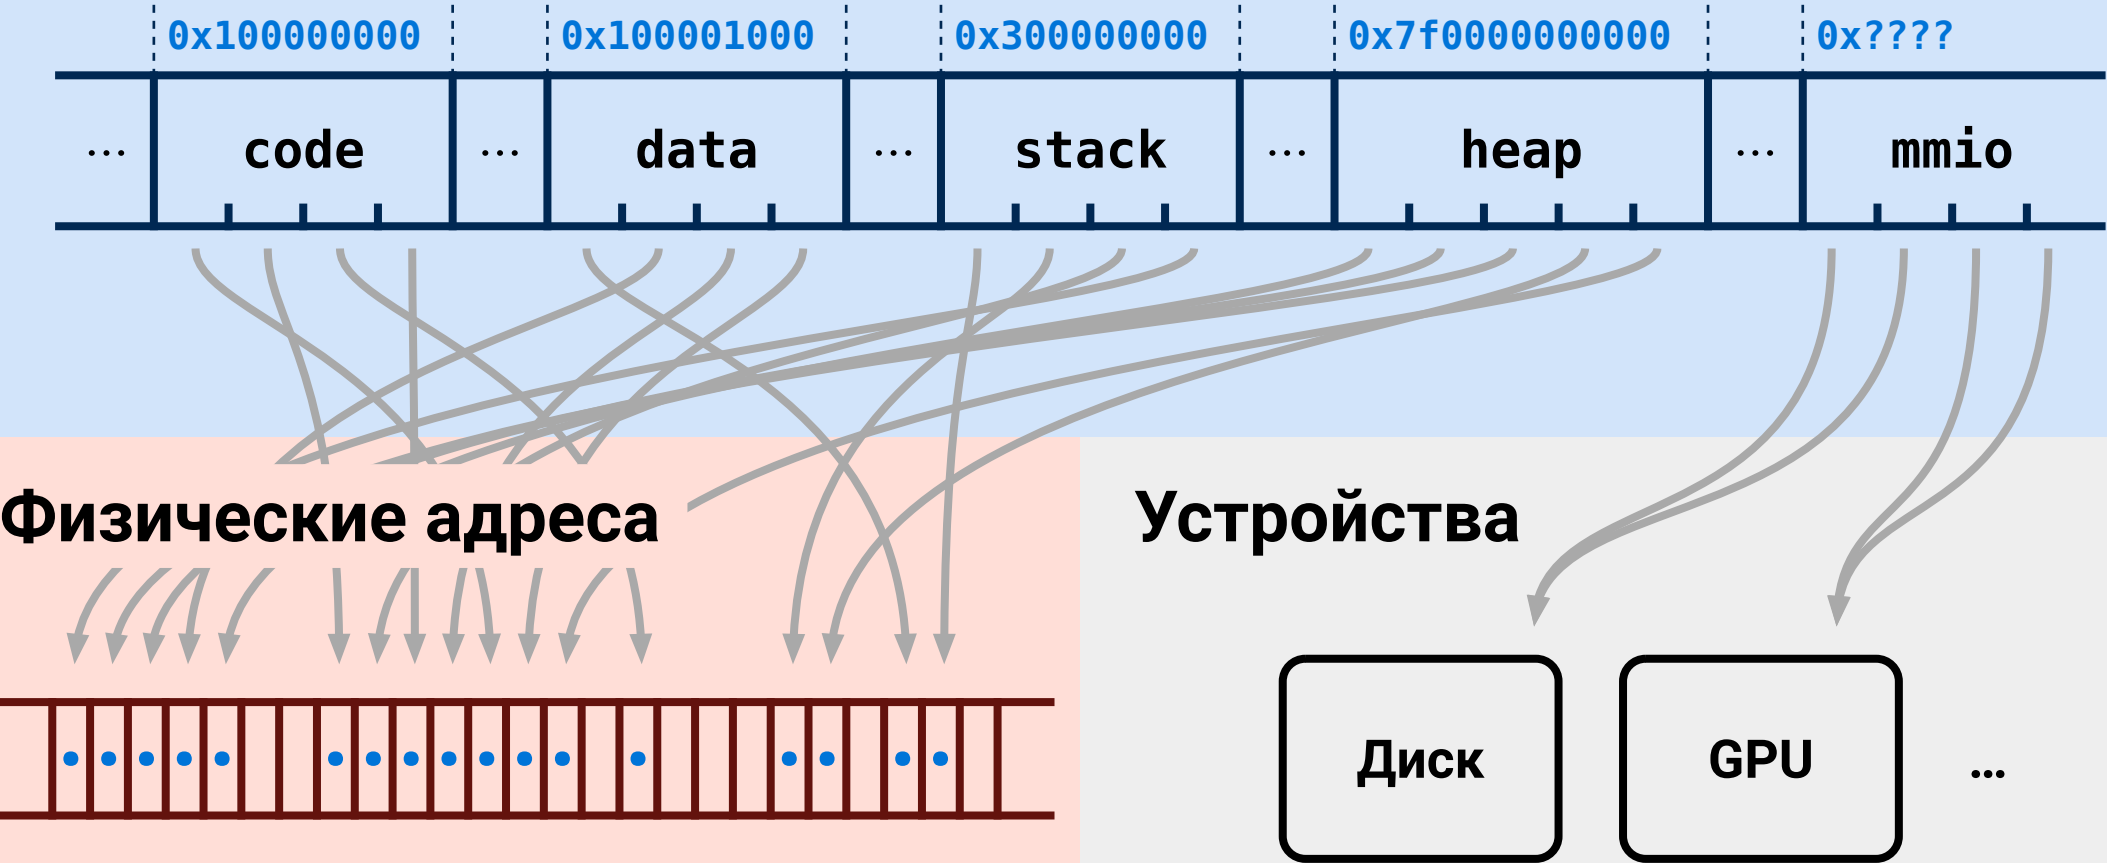 0x100000000 0x100001000 0x300000000 0x7f0000000000 0x????
... code ... data ... stack ... heap ... mmio
Физические адреса Устройства
Диск GPU ...